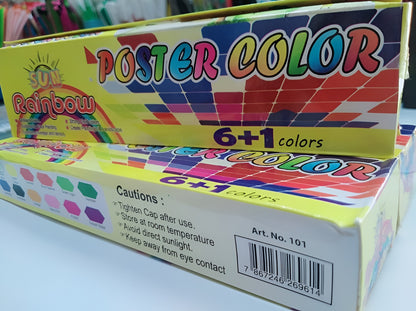 SUN
Rainbow
POSTER COLOR
6+1 colors
POSTER COLOR
6+1 colors
Cautions :
Tighten Cap after use.
Store at room temperature
Avoid direct sunlight.
Keep away from eye contact
Art. No. 101
7 867246 269614